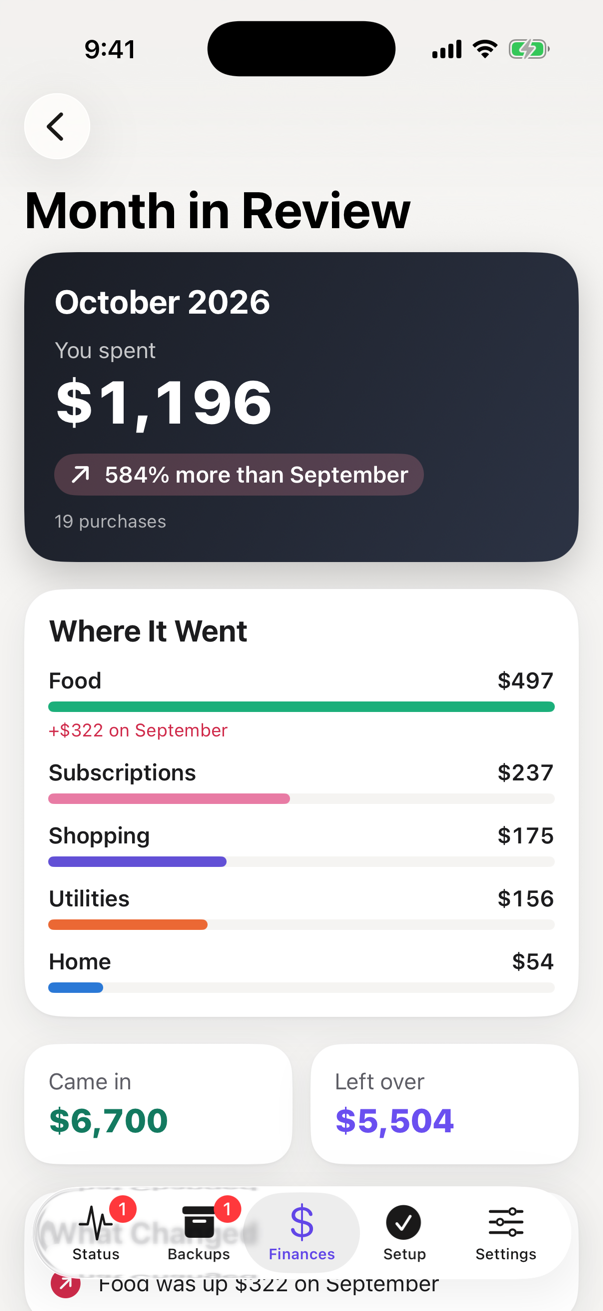 9:41
Month in Review
October 2026
You spent
$1,196
584% more than September
19 purchases
Where It Went
Food $497
+$322 on September
Subscriptions $237
Shopping $175
Utilities $156
Home $54
Came in
$6,700
Left over
$5,504
What Changed
1
1
Status
Backups
Finances
Setup
Settings
Food was up $322 on September